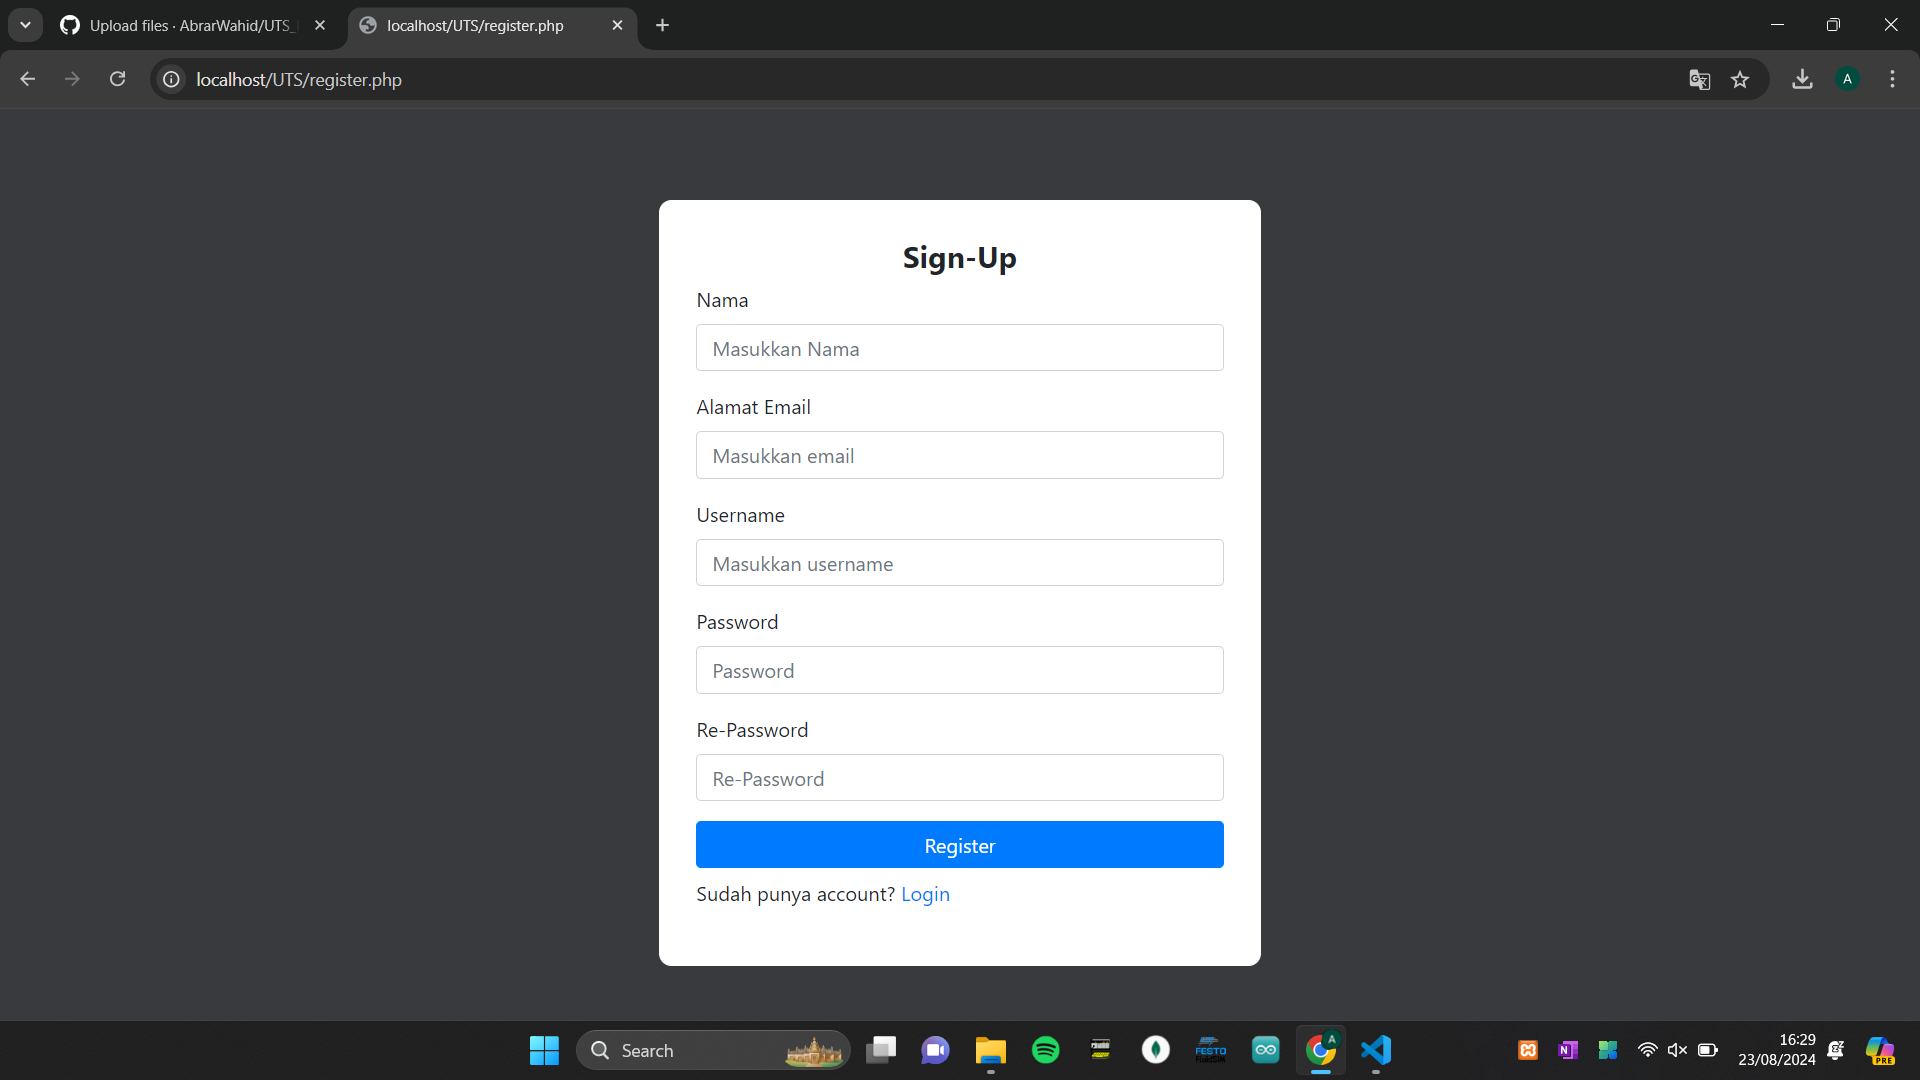 Upload files · AbrarWahid/UTS_
localhost/UTS/register.php
localhost/UTS/register.php
A
Sign-Up
Nama
Masukkan Nama
Alamat Email
Masukkan email
Username
Masukkan username
Password
Password
Re-Password
Re-Password
Register
Sudah punya account? Login
Search
FESTO
A
N
16:29
23/08/2024
PRE